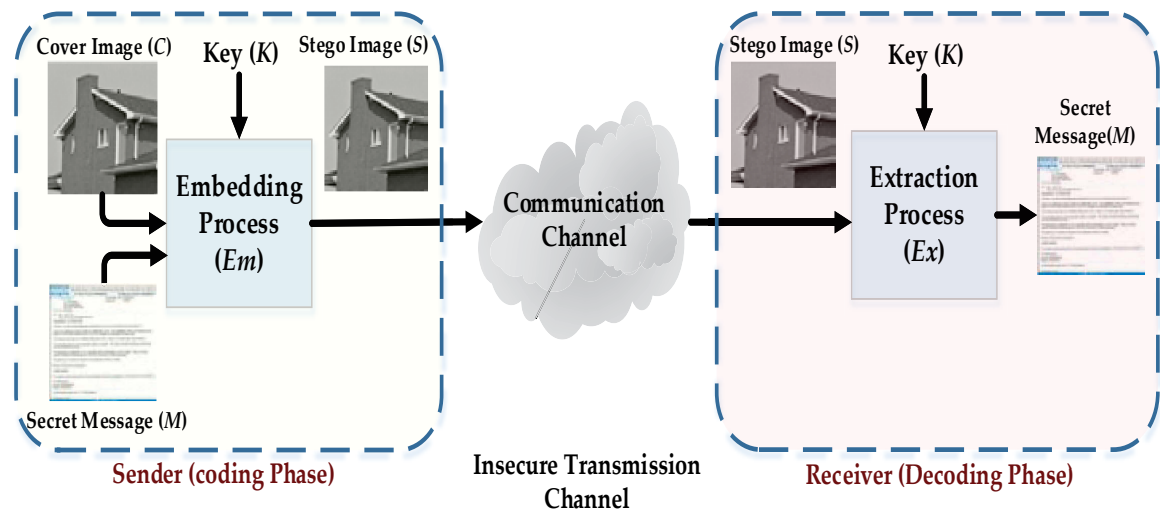 Cover Image (C)
Key (K)
Stego Image (S)
Embedding
Process
(Em)
Secret Message (M)
Sender (coding Phase)
Communication
Channel
Insecure Transmission
Channel
Stego Image (S)
Key (K)
Extraction
Process
(Ex)
Secret
Message(M)
Receiver (Decoding Phase)